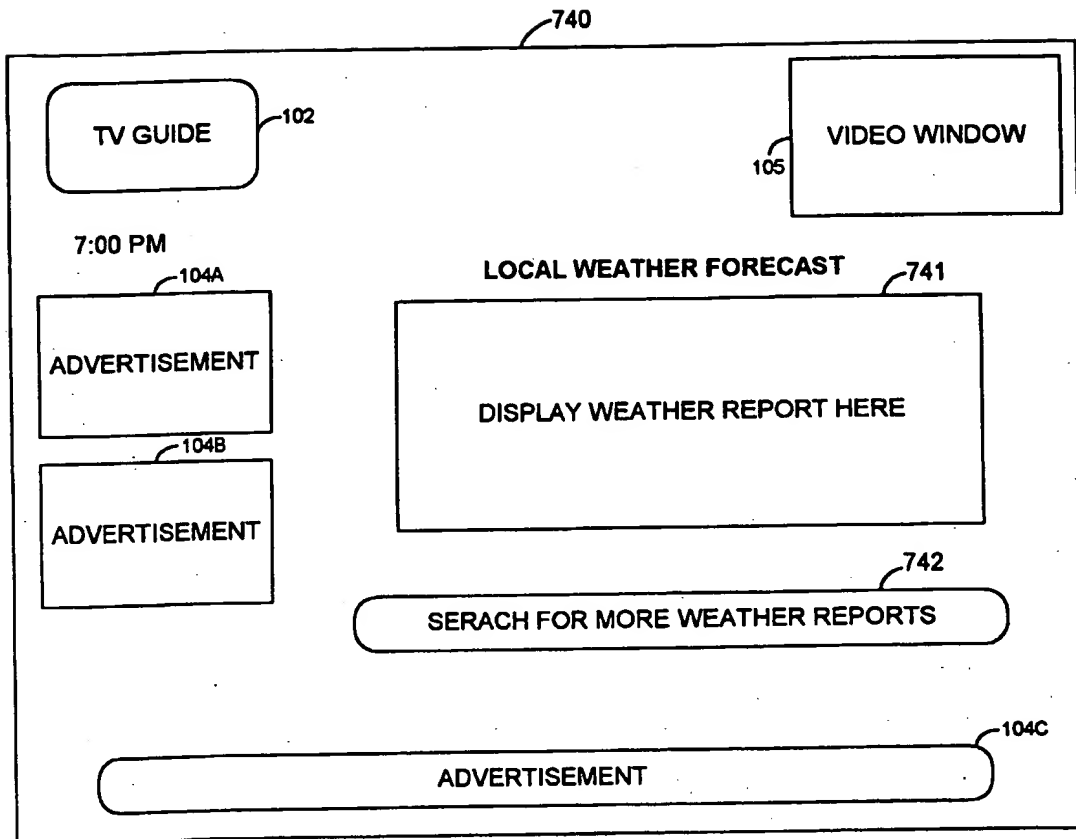 740
TV GUIDE
102
VIDEO WINDOW
105
7:00 PM
LOCAL WEATHER FORECAST
104A
741
ADVERTISEMENT
DISPLAY WEATHER REPORT HERE
104B
ADVERTISEMENT
742
SERACH FOR MORE WEATHER REPORTS
104C
ADVERTISEMENT